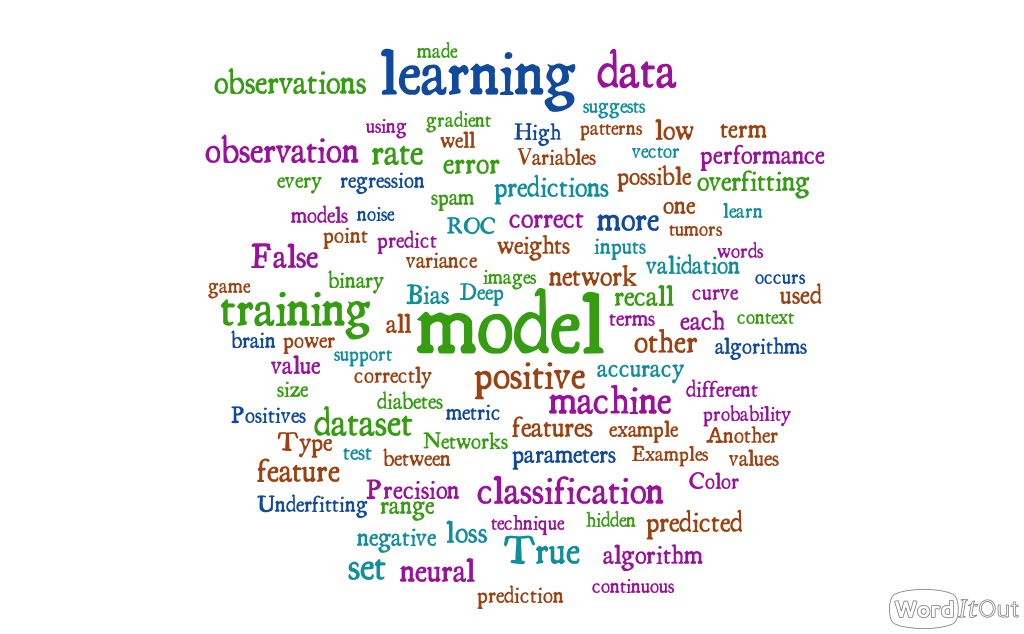 made
observations learning data
suggests
using gradient High patterns low term
observation rate well error Variables vector performance
every regression spam predictions possible overfitting
models noise ROC correct more one learn
point predict weights inputs tumors words
False variance images network validation
game binary Bias Deep recall curve occurs used
training all model terms each context
brain power support other algorithms
value correctly positive accuracy
size diabetes machine different
Positives dataset metric features example probability
Type test between Networks parameters Examples Another values
feature Precision classification Color
Underfitting range technique hidden predicted
negative loss True algorithm
set neural continuous
prediction
WordItOut